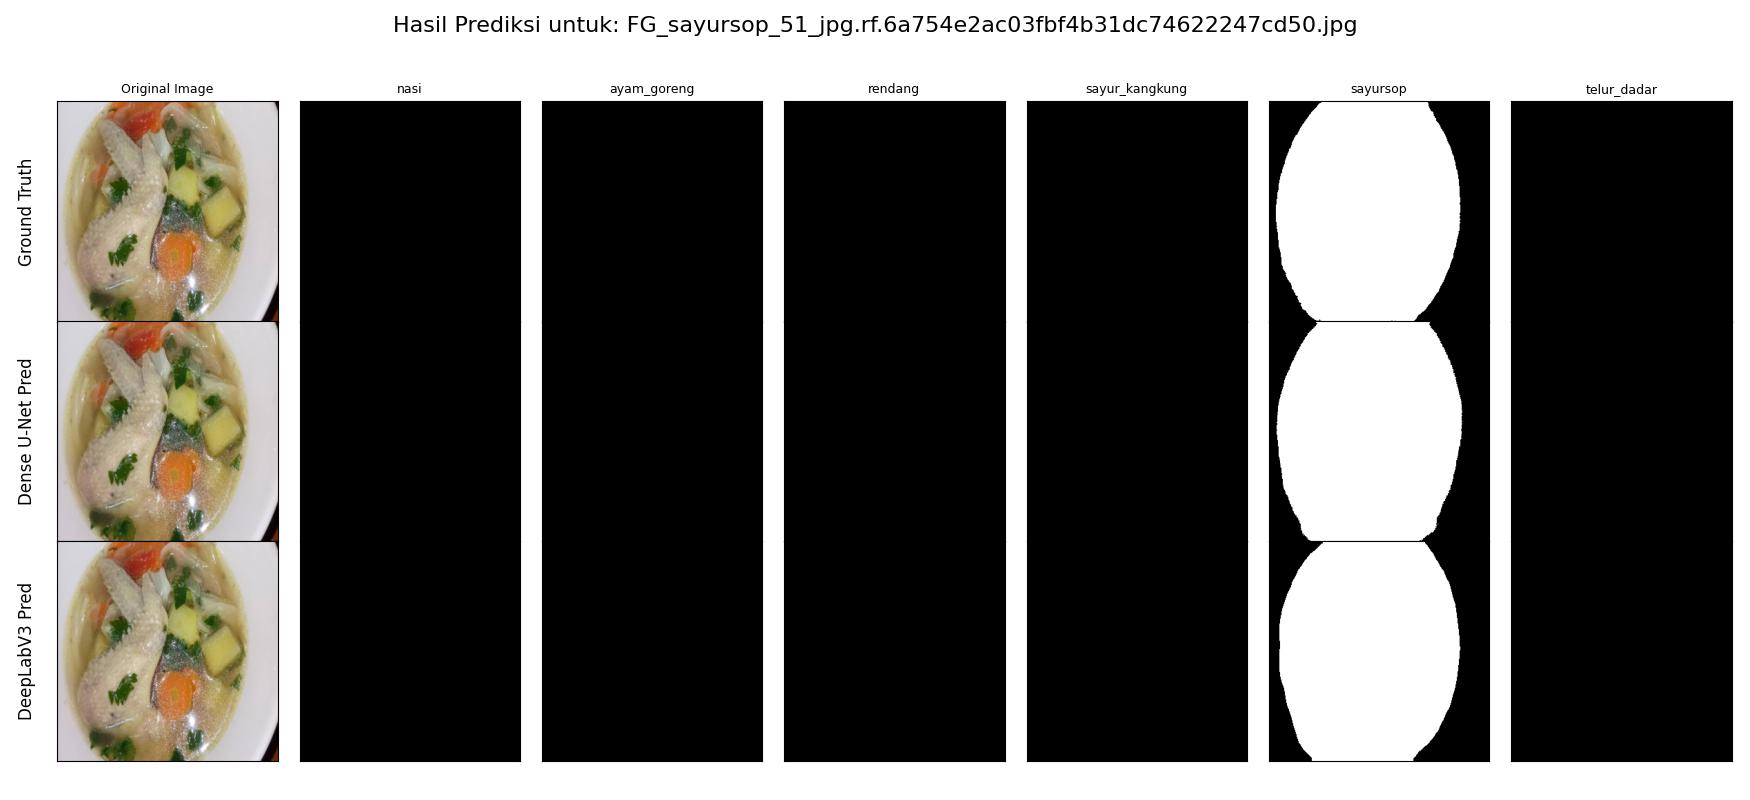 Hasil Prediksi untuk: FG_sayursop_51_jpg.rf.6a754e2ac03fbf4b31dc74622247cd50.jpg
Original Image
nasi
ayam_goreng
rendang
sayur_kangkung
sayursop
telur_dadar
Ground Truth
Dense U-Net Pred
DeepLabV3 Pred